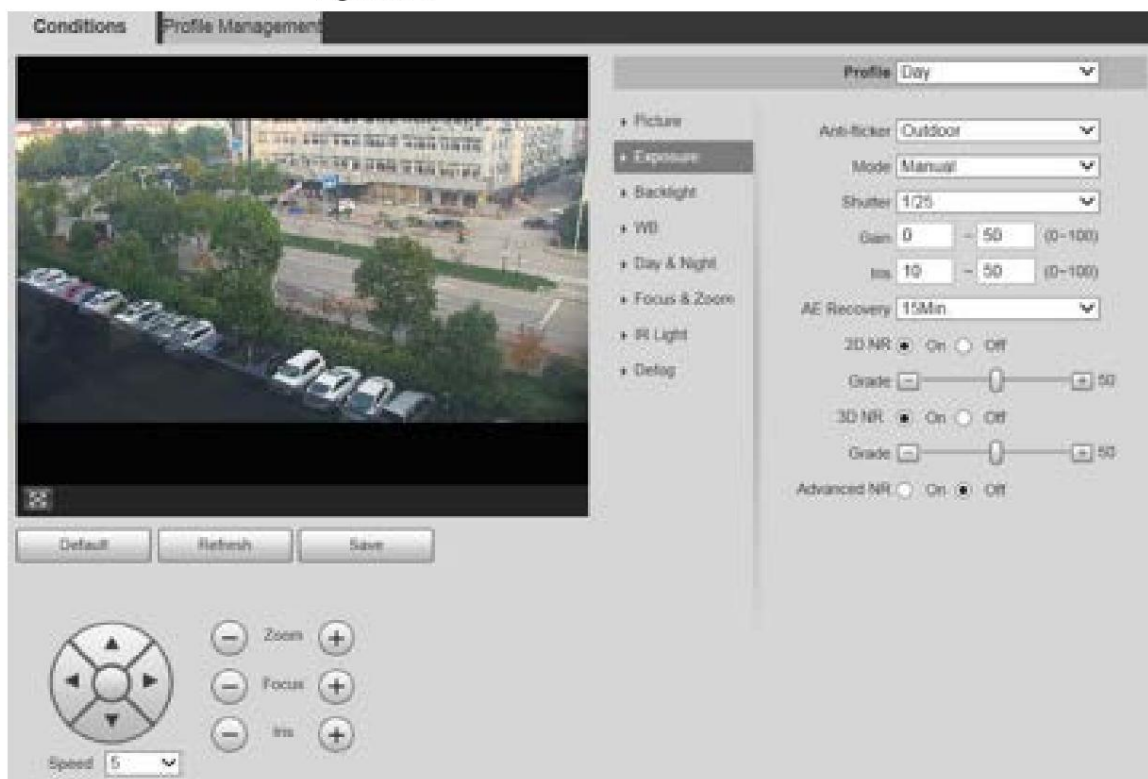 Conditions
Profile Management
Profile Day
Picture
Exposure
Backlight
WB
Day & Night
Focus & Zoom
IR Light
Defog
Anti-flicker Outdoor
Mode Manual
Shutter 1/25
Gain 0 ~ 50 (0~100)
Iris 10 ~ 50 (0~100)
AE Recovery 15Min
2D NR On Off
Grade - + 50
3D NR On Off
Grade - + 50
Advanced NR On Off
Default Refresh Save
- Zoom +
- Focus +
- Iris +
Speed 5